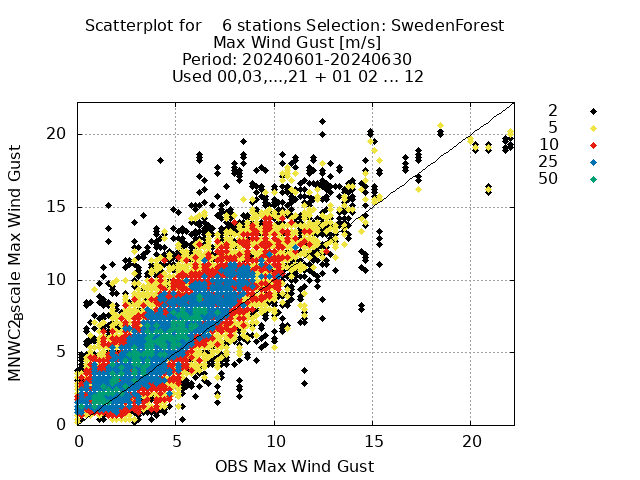 Scatterplot for 6 stations Selection: SwedenForest
Max Wind Gust [m/s]
Period: 20240601-20240630
Used 00,03,...,21 + 01 02 ... 12
2
5
10
25
50
20
15
10
5
0
MNWC2.5scale Max Wind Gust
0
5
10
15
20
OBS Max Wind Gust